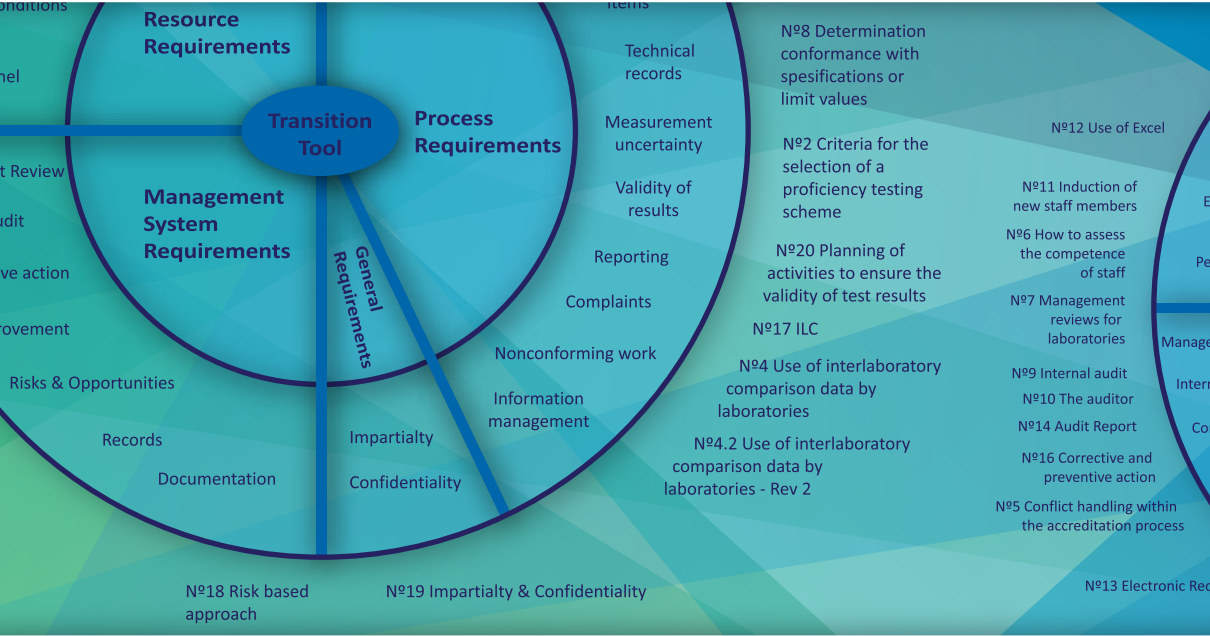 onditions
nel
t Review
udit
ve action
rovement
Risks & Opportunities
Records
Documentation
Resource
Requirements
Transition
Tool
Process
Requirements
Management
System
Requirements
General
Requirements
Items
Technical
records
Measurement
uncertainty
Validity of
results
Reporting
Complaints
Nonconforming work
Information
management
Impartialty
Confidentiality
Nº18 Risk based
approach
Nº19 Impartialty & Confidentiality
Nº8 Determination
conformance with
spesifications or
limit values
Nº2 Criteria for the
selection of a
proficiency testing
scheme
Nº20 Planning of
activities to ensure the
validity of test results
Nº17 ILC
Nº4 Use of interlaboratory
comparison data by
laboratories
Nº4.2 Use of interlaboratory
comparison data by
laboratories - Rev 2
Nº12 Use of Excel
Nº11 Induction of
new staff members
Nº6 How to assess
the competence
of staff
Nº7 Management
reviews for
laboratories
Nº9 Internal audit
Nº10 The auditor
Nº14 Audit Report
Nº16 Corrective and
preventive action
Nº5 Conflict handling within
the accreditation process
Nº13 Electronic Rec
E
Pe
Manage
Intern
Co